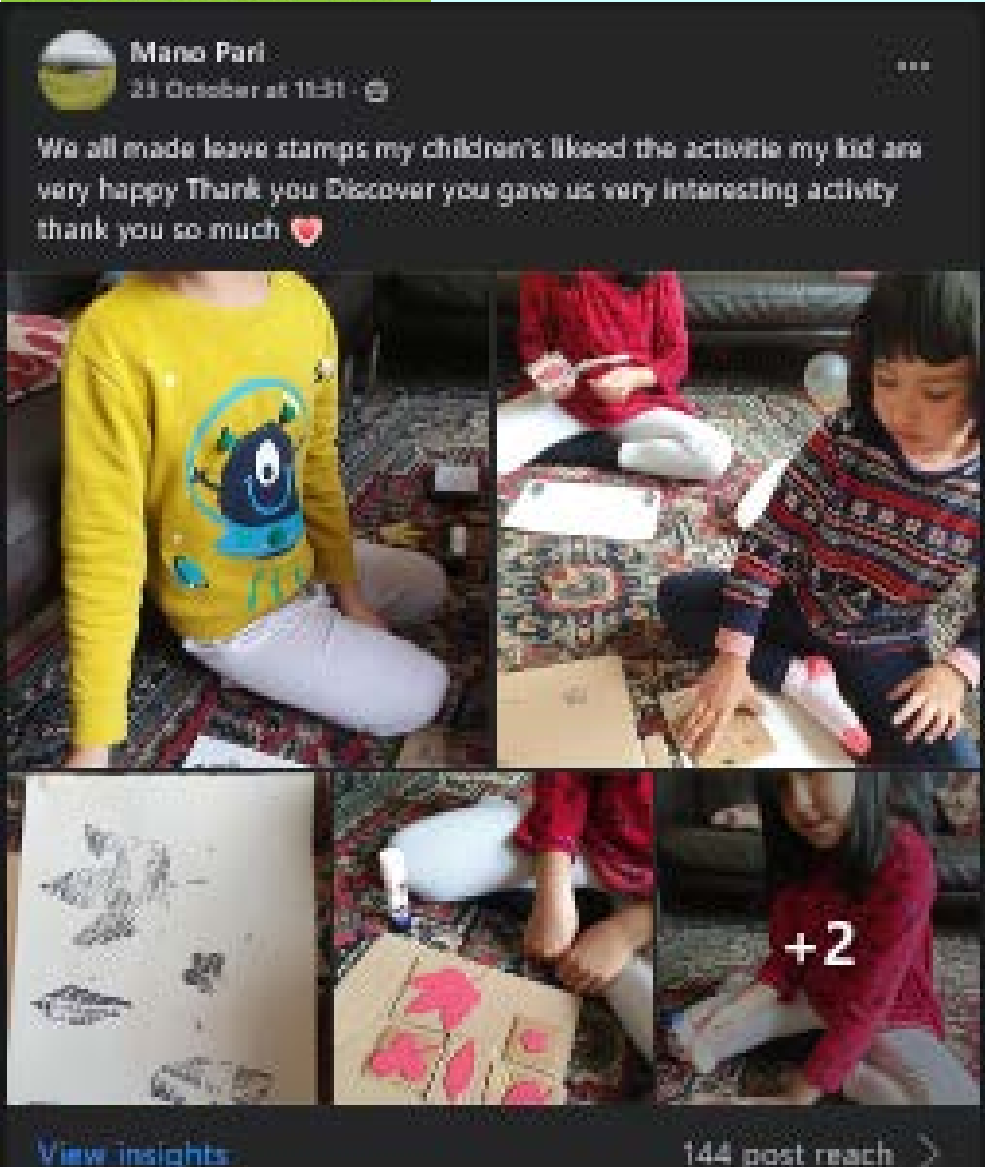 Mano Pari
23 October at 11:31 ·
We all made leave stamps my children's likeed the activitie my kid are
very happy Thank you Discover you gave us very interesting activity
thank you so much
+2
View insights
144 post reach